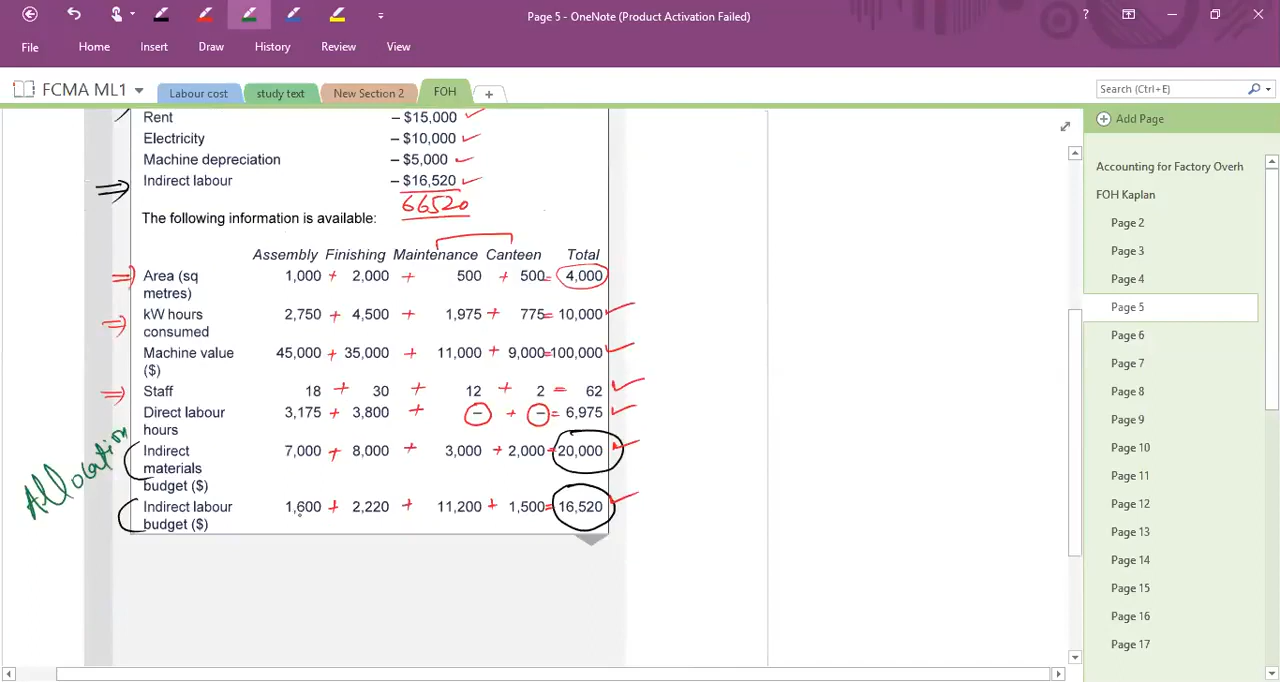 Page 5 - OneNote (Product Activation Failed)
?
File Home Insert Draw History Review View
FCMA ML1 Labour cost study text New Section 2 FOH +
Search (Ctrl+E)
Add Page
Rent – $15,000
Electricity – $10,000
Machine depreciation – $5,000
Indirect labour – $16,520
66520
The following information is available:
Assembly Finishing Maintenance Canteen Total
Area (sq 1,000 + 2,000 + 500 + 500 = 4,000
metres)
kW hours 2,750 + 4,500 + 1,975 + 775 = 10,000
consumed
Machine value 45,000 + 35,000 + 11,000 + 9,000 = 100,000
($)
Staff 18 + 30 + 12 + 2 = 62
Direct labour 3,175 + 3,800 + – + – = 6,975
hours
Indirect 7,000 + 8,000 + 3,000 + 2,000 = 20,000
materials
budget ($)
Indirect labour 1,600 + 2,220 + 11,200 + 1,500 = 16,520
budget ($)
Allocation
Accounting for Factory Overh
FOH Kaplan
Page 2
Page 3
Page 4
Page 5
Page 6
Page 7
Page 8
Page 9
Page 10
Page 11
Page 12
Page 13
Page 14
Page 15
Page 16
Page 17